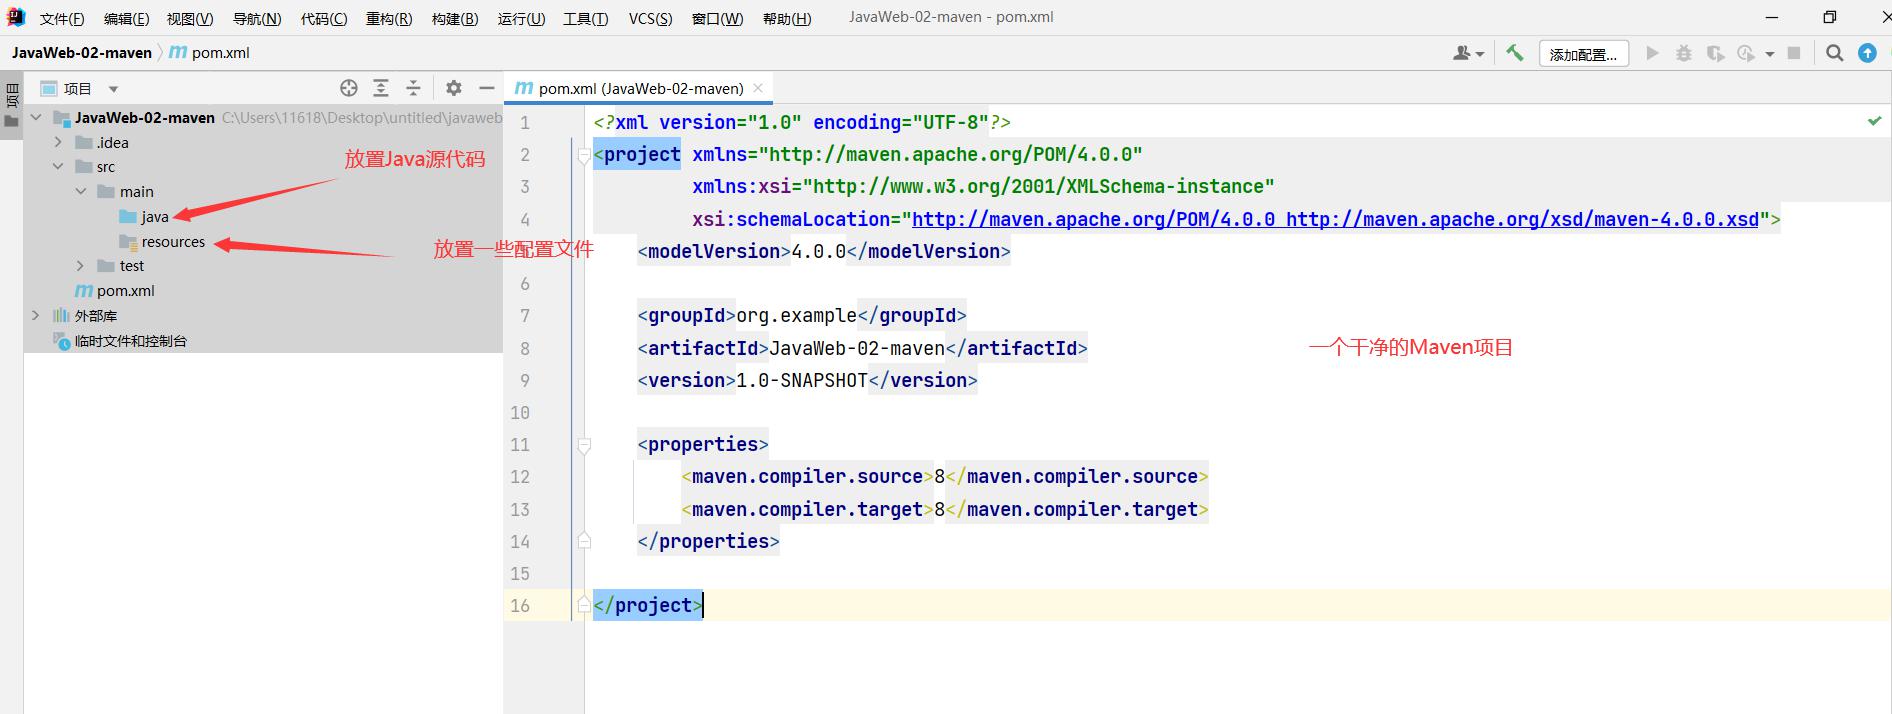 文件(F) 编辑(E) 视图(V) 导航(N) 代码(C) 重构(R) 构建(B) 运行(U) 工具(T) VCS(S) 窗口(W) 帮助(H) JavaWeb-02-maven - pom.xml
JavaWeb-02-maven pom.xml 添加配置...
项目
项目
pom.xml (JavaWeb-02-maven)
JavaWeb-02-maven C:\Users\11618\Desktop\untitled\javaweb
.idea
src
main
java
resources
test
pom.xml
外部库
临时文件和控制台
放置Java源代码
放置一些配置文件
1 <?xml version="1.0" encoding="UTF-8"?>
2 <project xmlns="http://maven.apache.org/POM/4.0.0"
3 xmlns:xsi="http://www.w3.org/2001/XMLSchema-instance"
4 xsi:schemaLocation="http://maven.apache.org/POM/4.0.0 http://maven.apache.org/xsd/maven-4.0.0.xsd">
<modelVersion>4.0.0</modelVersion>
6
7 <groupId>org.example</groupId>
8 <artifactId>JavaWeb-02-maven</artifactId>
9 <version>1.0-SNAPSHOT</version>
10
11 <properties>
12 <maven.compiler.source>8</maven.compiler.source>
13 <maven.compiler.target>8</maven.compiler.target>
14 </properties>
15
16 </project>
一个干净的Maven项目